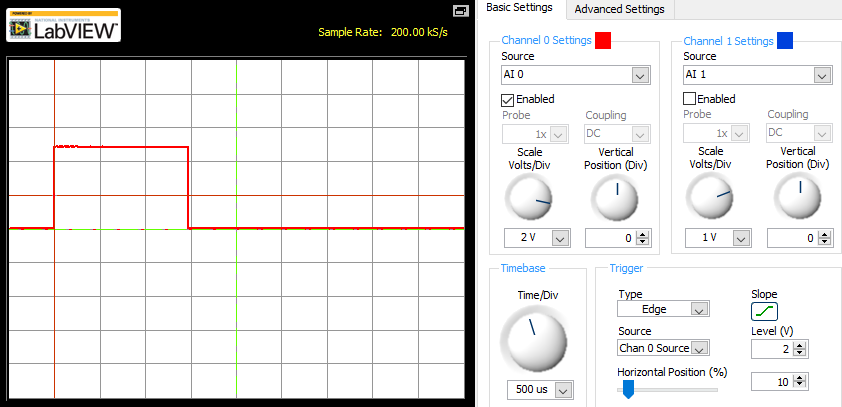 POWERED BY
NATIONAL INSTRUMENTS
LabVIEW™
Sample Rate: 200.00 kS/s
Basic Settings
Advanced Settings
Channel 0 Settings
Source
AI 0
Enabled
Probe
Coupling
1x
DC
Scale
Volts/Div
Vertical
Position (Div)
2 V
0
Channel 1 Settings
Source
AI 1
Enabled
Probe
Coupling
1x
DC
Scale
Volts/Div
Vertical
Position (Div)
1 V
0
Timebase
Time/Div
500 us
Trigger
Type
Edge
Slope
Source
Chan 0 Source
Level (V)
2
Horizontal Position (%)
10